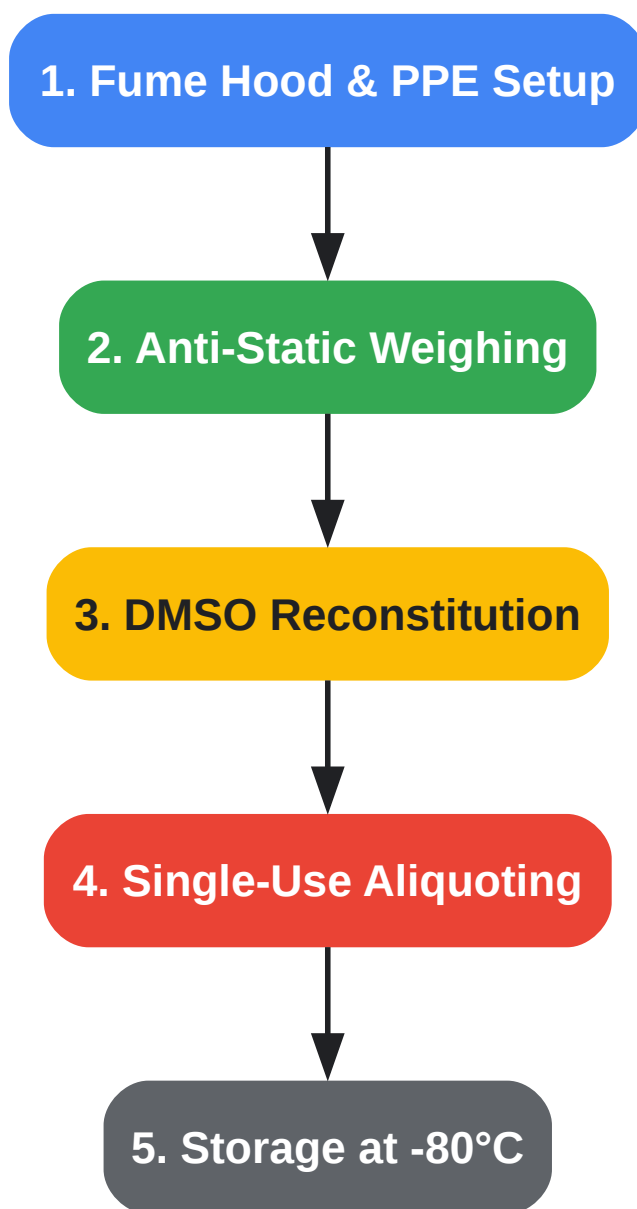 1. Fume Hood & PPE Setup
2. Anti-Static Weighing
3. DMSO Reconstitution
4. Single-Use Aliquoting
5. Storage at -80°C